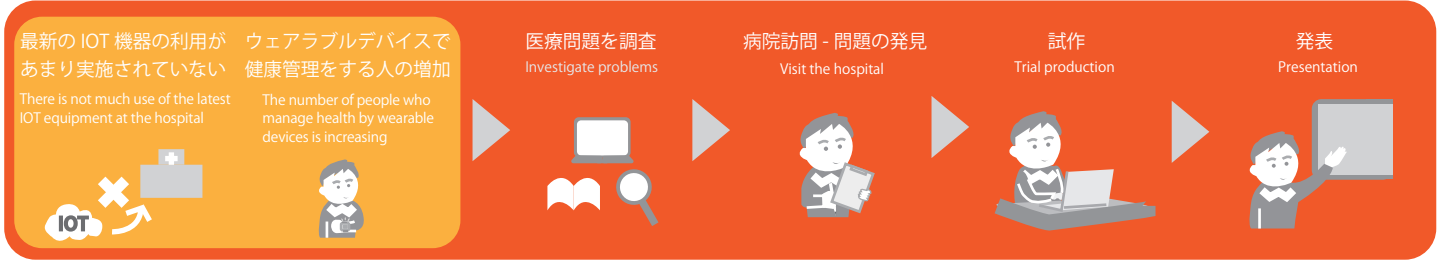 最新の IOT 機器の利用が
あまり実施されていない
There is not much use of the latest
IOT equipment at the hospital
IOT
ウェアラブルデバイスで
健康管理をする人の増加
The number of people who
manage health by wearable
devices is increasing
医療問題を調査
Investigate problems
病院訪問 - 問題の発見
Visit the hospital
試作
Trial production
発表
Presentation